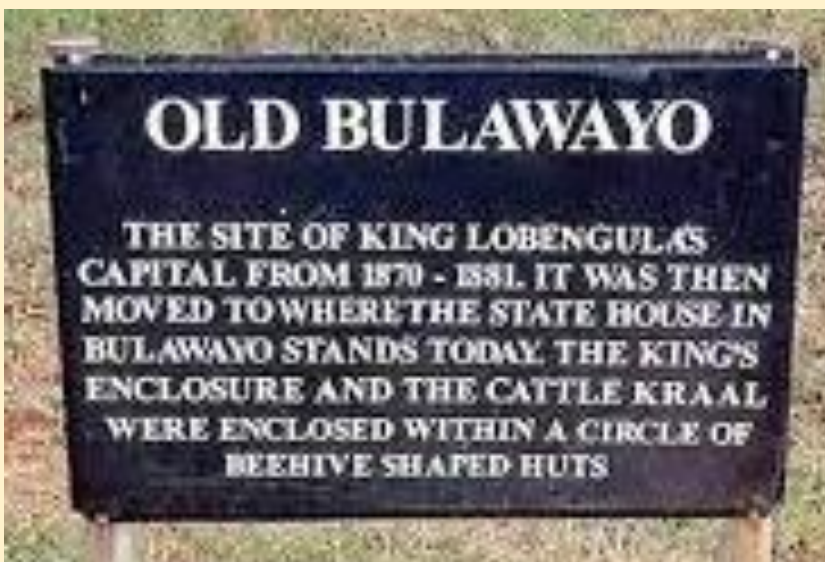 OLD BULAWAYO
THE SITE OF KING LOBENGULA'S
CAPITAL FROM 1870 - 1881. IT WAS THEN
MOVED TO WHERE THE STATE HOUSE IN
BULAWAYO STANDS TODAY. THE KING'S
ENCLOSURE AND THE CATTLE KRAAL
WERE ENCLOSED WITHIN A CIRCLE OF
BEEHIVE SHAPED HUTS